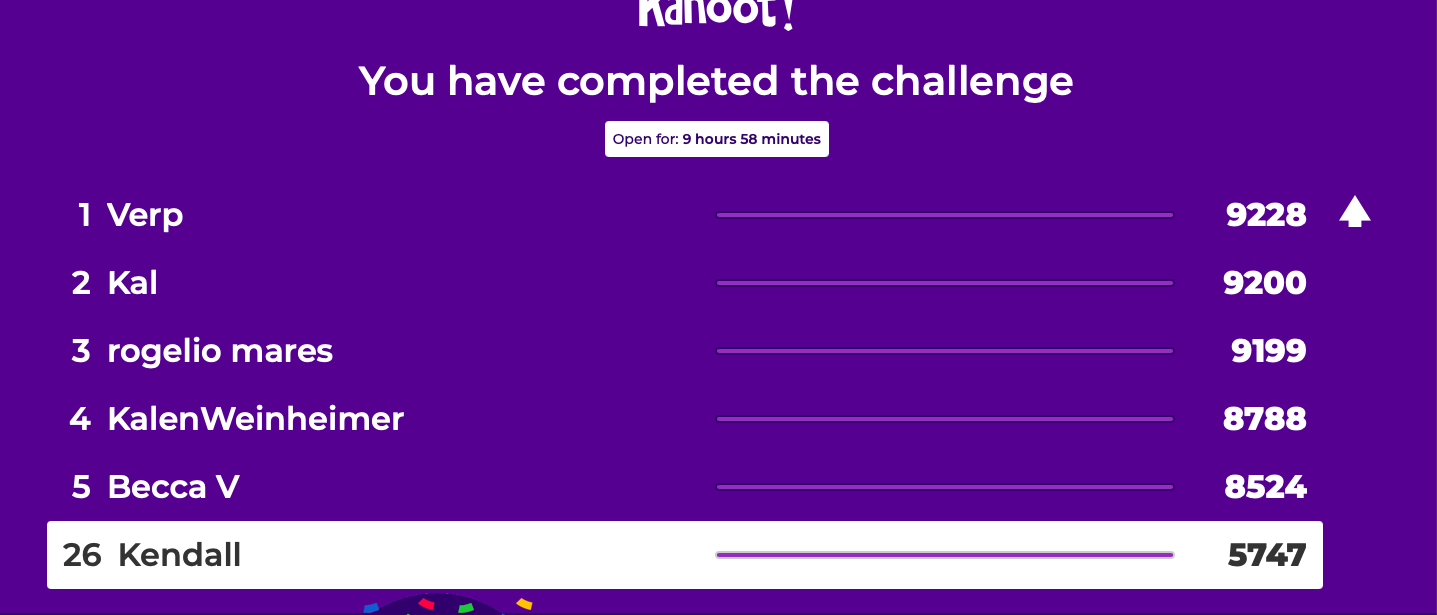 Kahoot!
You have completed the challenge
Open for: 9 hours 58 minutes
1 Verp 9228
2 Kal 9200
3 rogelio mares 9199
4 KalenWeinheimer 8788
5 Becca V 8524
26 Kendall 5747